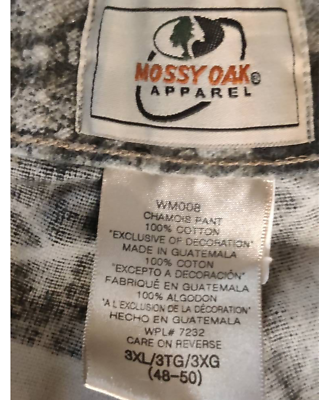 MOSSY OAK®
APPAREL
WM008
CHAMOIS PANT
100% COTTON
"EXCLUSIVE OF DECORATION"
MADE IN GUATEMALA
100% COTON
"EXCEPTO A DECORACIÓN"
FABRIQUÉ EN GUATEMALA
100% ALGODON
"A L EXCLUSION DE LA DÉCORATION"
HECHO EN GUATEMALA
WPL# 7232
CARE ON REVERSE
3XL/3TG/3XG
(48-50)